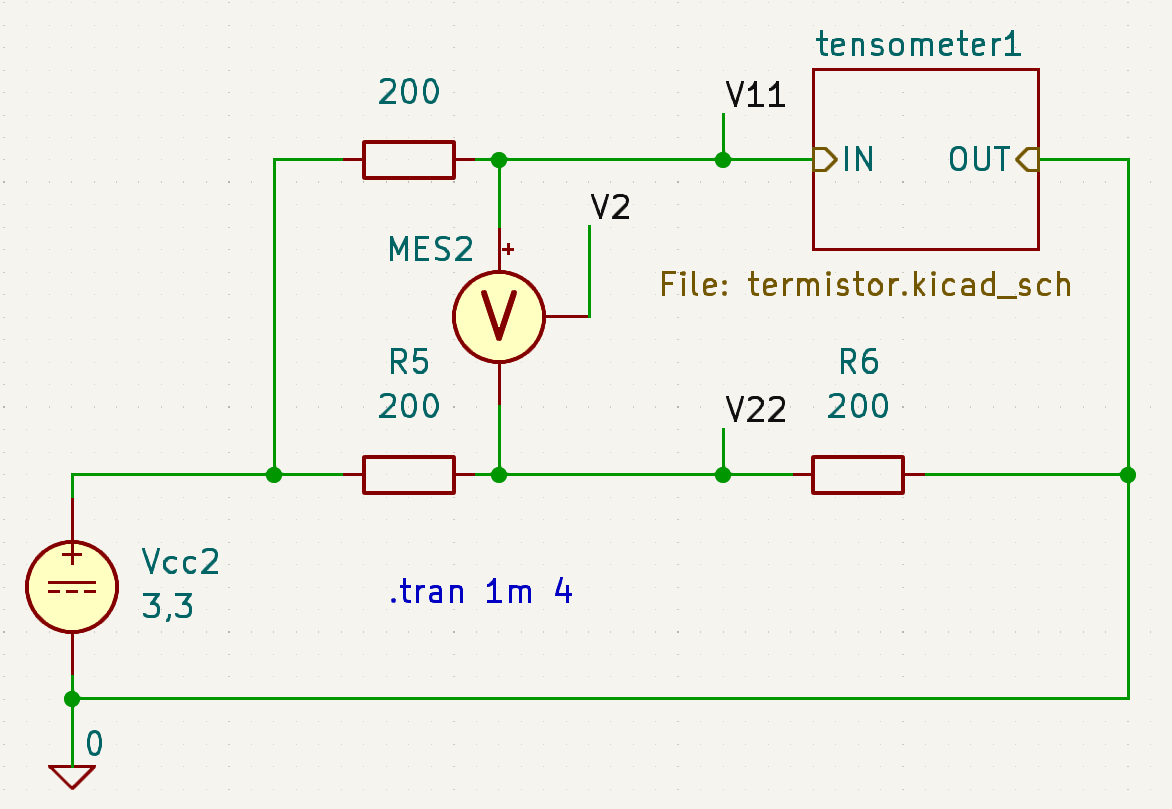 tensometer1
200
V11
IN
OUT
V2
MES2
+
File: termistor.kicad_sch
V
R5
R6
200
V22
200
+
Vcc2
3,3
.tran 1m 4
0